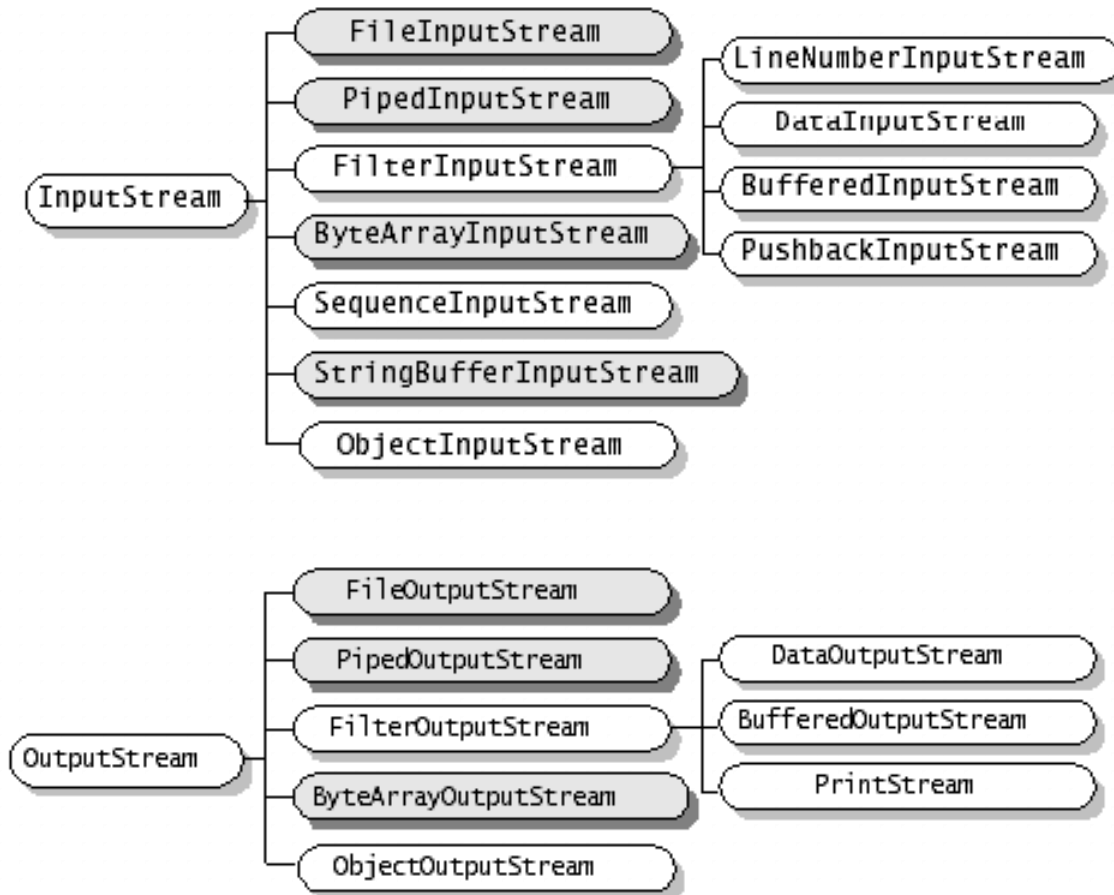 FileInputStream
PipedInputStream
FilterInputStream
InputStream
ByteArrayInputStream
SequenceInputStream
StringBufferInputStream
ObjectInputStream
LineNumberInputStream
DataInputStream
BufferedInputStream
PushbackInputStream
FileOutputStream
PipedOutputStream
FilterOutputStream
OutputStream
ByteArrayOutputStream
ObjectOutputStream
DataOutputStream
BufferedOutputStream
PrintStream